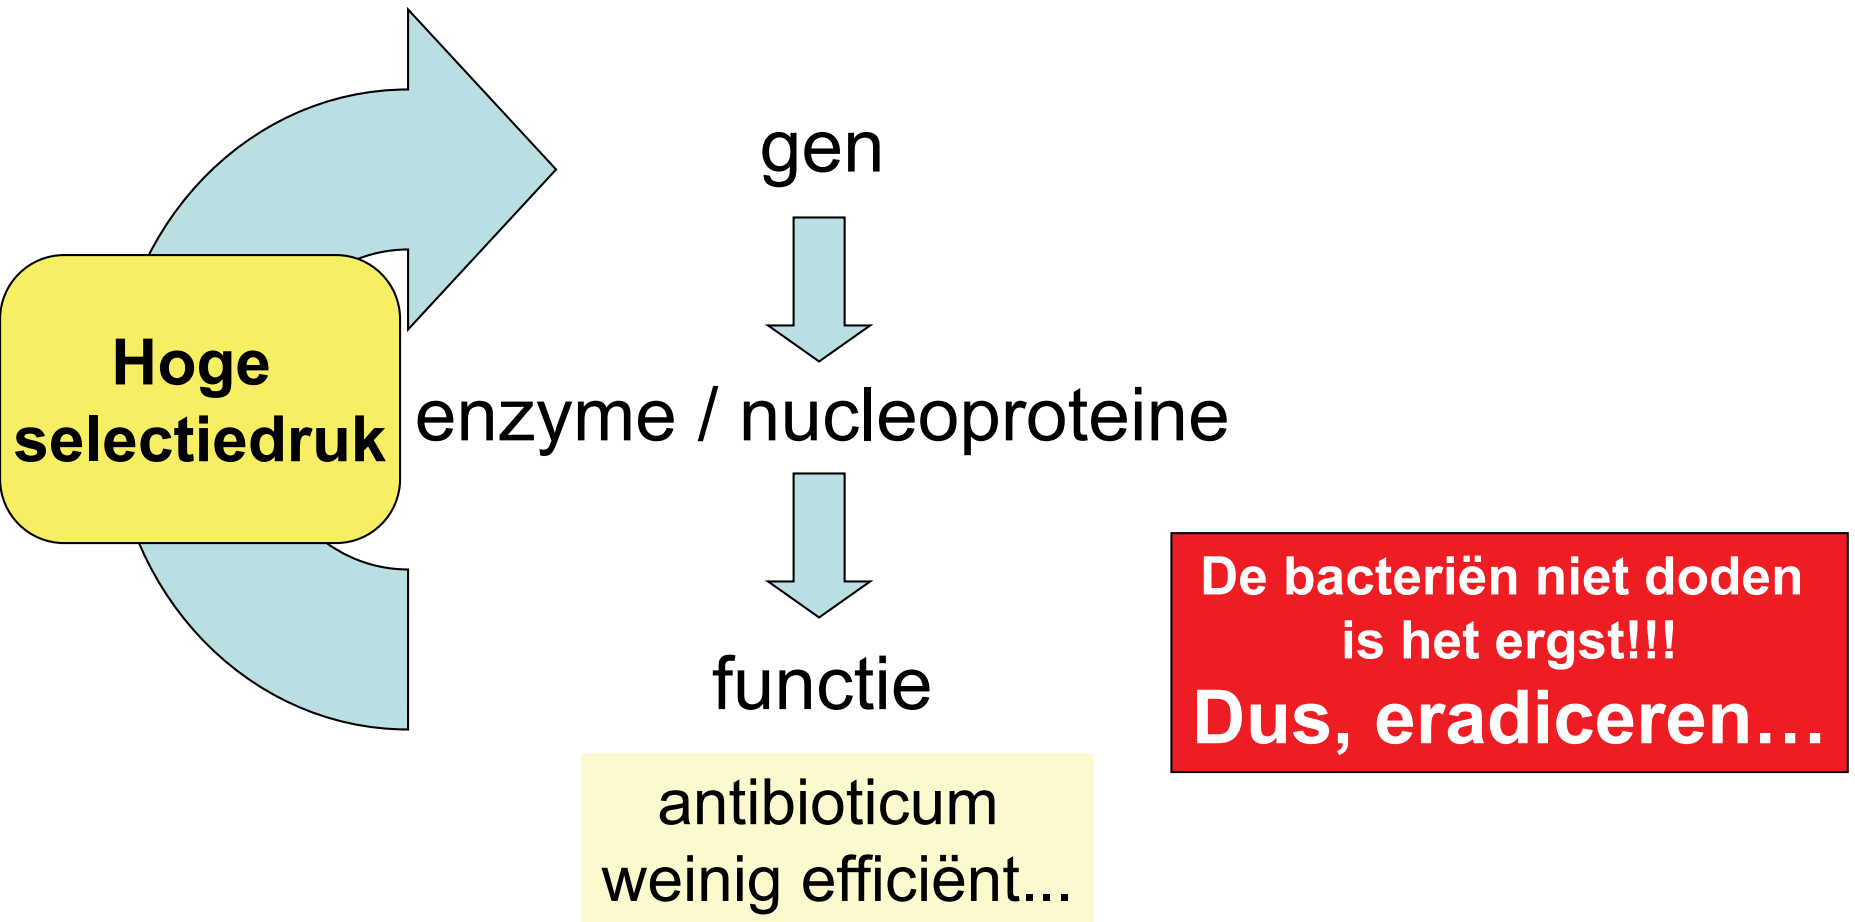 gen
Hoge
selectiedruk
enzyme / nucleoproteine
functie
antibioticum
weinig efficiënt...
De bacteriën niet doden
is het ergst!!!
Dus, eradiceren…